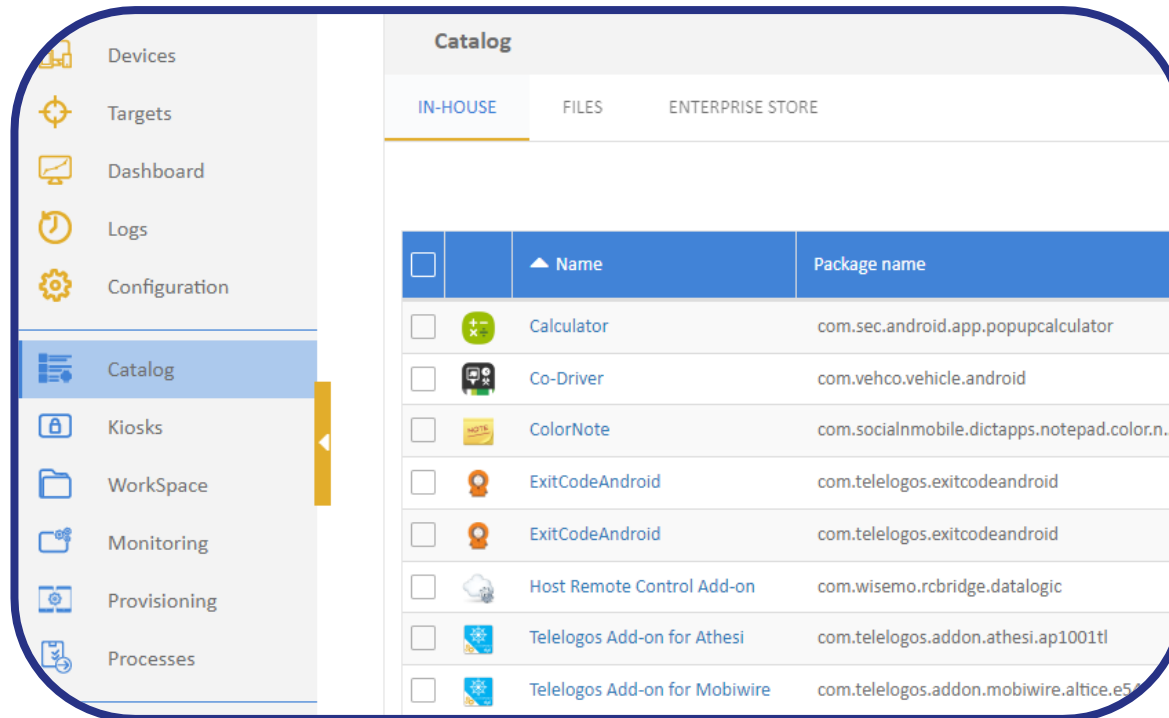 Devices
Targets
Dashboard
Logs
Configuration
Catalog
Kiosks
WorkSpace
Monitoring
Provisioning
Processes
Catalog
IN-HOUSE FILES ENTERPRISE STORE
Name Package name
Calculator com.sec.android.app.popupcalculator
Co-Driver com.vehco.vehicle.android
NOTE ColorNote com.socialnmobile.dictapps.notepad.color.n..
ExitCodeAndroid com.telelogos.exitcodeandroid
ExitCodeAndroid com.telelogos.exitcodeandroid
Host Remote Control Add-on com.wisemo.rcbridge.datalogic
Telelogos Add-on for Athesi com.telelogos.addon.athesi.ap1001tl
Telelogos Add-on for Mobiwire com.telelogos.addon.mobiwire.altice.e5